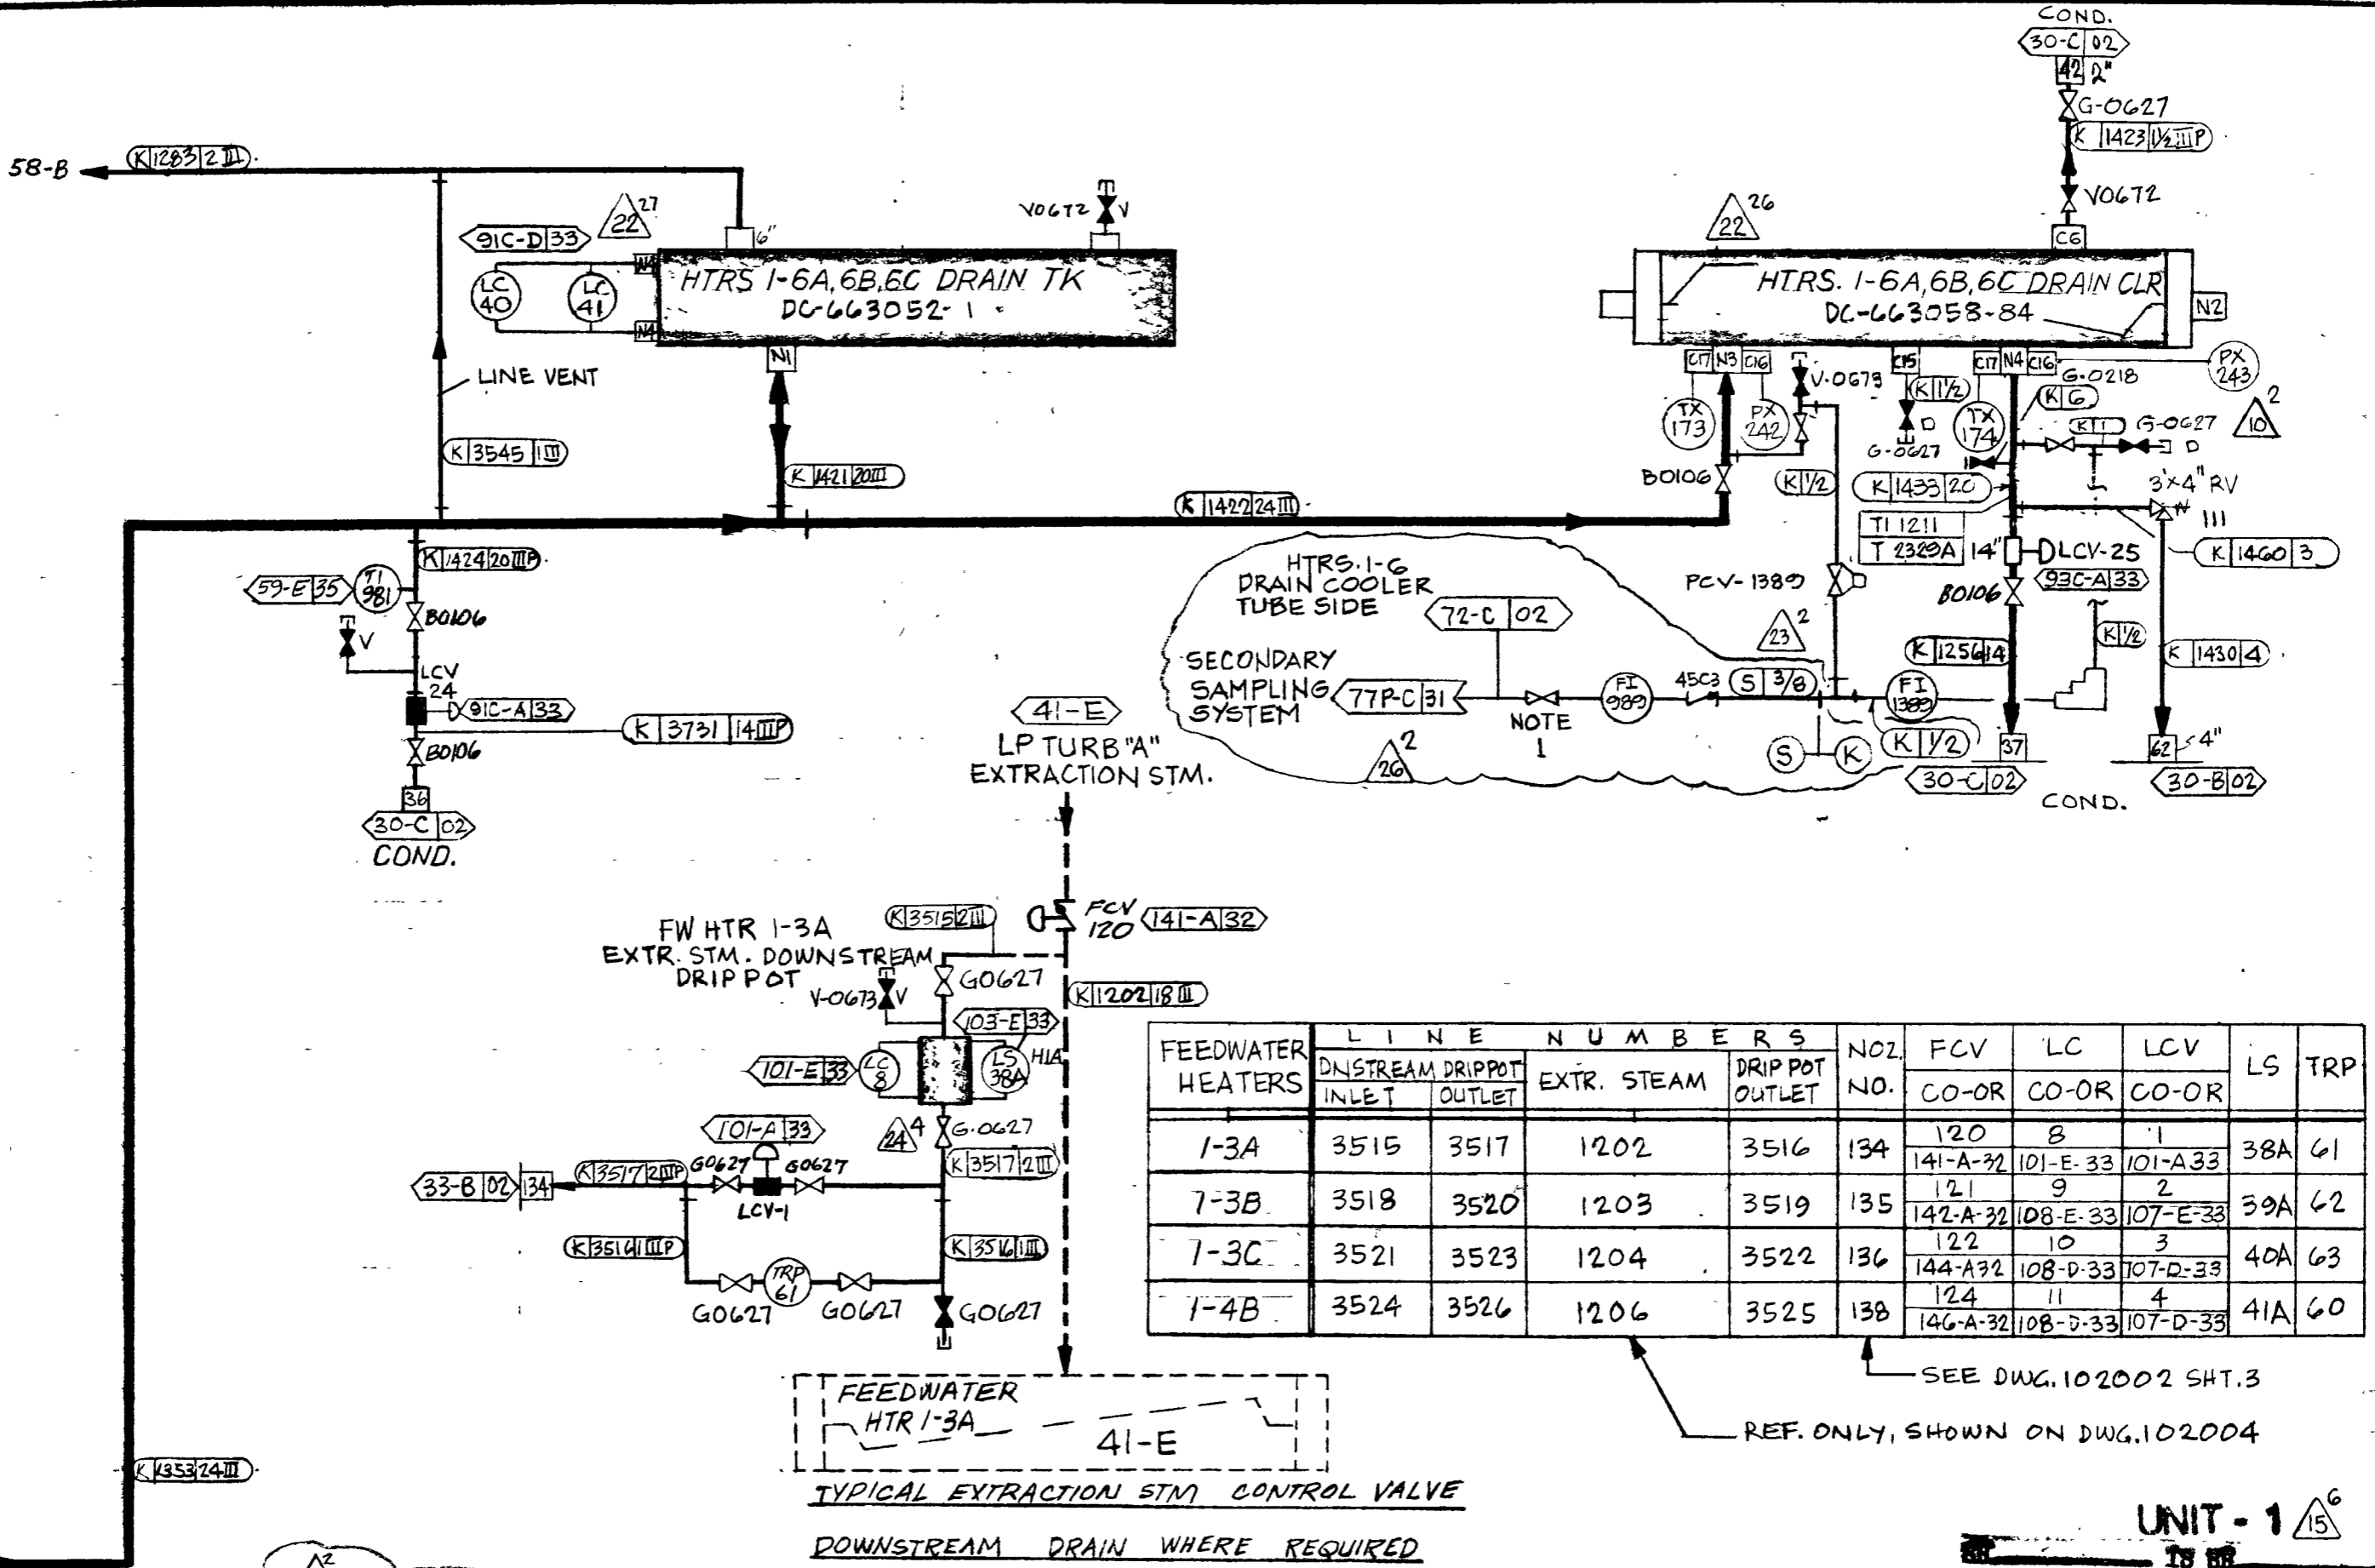 COND.
30-C 02
42 2"
G-0627
K 1423 1½ III P
V0672
C6
58-B
K 1283 2 III
22 27
91C-D 33
6"
V0672 V
N4
LC 40
LC 41
N4
HTRS 1-6A, 6B, 6C DRAIN TK
DC-663052-1
N1
LINE VENT
K 3545 1 III
K 1421 20 III
K 1422 24 III
22 26
HTRS. 1-6A, 6B, 6C DRAIN CLR
DC-663058-84
N2
C17 N3 C16
C15
C17 N4 C16
PX 243
TX 173
PX 242
V-0673
K 1½
D
G-0627
TX 174
G-0218
K 6
K 1
G-0627
D
10 2
B0106
K 1/2
K 1433 20
3"x4" RV
III
TI 1211
T 2329A
14"
LCV-25
93C-A 33
K 1460 3
B0106
K 1424 20 III P
59-E 35
TI 981
B0106
V
LCV 24
91C-A 33
K 3731 14 III P
B0106
36
30-C 02
COND.
HTRS. 1-6
DRAIN COOLER
TUBE SIDE
PCV-1389
72-C 02
23 2
K 1/2
K 1256 14
K 1430 4
SECONDARY
SAMPLING
SYSTEM
77P-C 31
NOTE
1
FI 989
45C3
S 3/8
FI 1389
K 1/2
S K
26 2
37
62 4"
30-C 02
30-B 02
COND.
41-E
LP TURB "A"
EXTRACTION STM.
FCV
120
141-A 32
K 3515 2 III
FW HTR 1-3A
EXTR. STM. DOWNSTREAM
DRIP POT
G0627
V-0673 V
K 1202 18 III
103-E 33
101-E 33
LC 8
LS 38A
24 4
G-0627
101-A 33
K 3517 2 III
33-B 02
134
K 3517 2 III P
G0627
G0627
LCV-1
K 3516 1 III P
K 3516 1 III
TRP 61
G0627
G0627
G0627
FEEDWATER
HEATERS
LINE NUMBERS
DNSTREAM DRIPPOT
INLET
OUTLET
EXTR. STEAM
DRIP POT
OUTLET
NOZ.
NO.
FCV
CO-OR
LC
CO-OR
LCV
CO-OR
LS
TRP
1-3A 3515 3517 1202 3516 134 120 8 1 38A 61
141-A-32 101-E-33 101-A33
1-3B 3518 3520 1203 3519 135 121 9 2 39A 62
142-A-32 108-E-33 107-E-33
1-3C 3521 3523 1204 3522 136 122 10 3 40A 63
144-A32 108-D-33 107-D-33
1-4B 3524 3526 1206 3525 138 124 11 4 41A 60
146-A-32 108-D-33 107-D-33
SEE DWG. 102002 SHT. 3
REF. ONLY, SHOWN ON DWG. 102004
FEEDWATER
HTR 1-3A
41-E
K 1353 24 III
TYPICAL EXTRACTION STM CONTROL VALVE
DOWNSTREAM DRAIN WHERE REQUIRED
UNIT - 1
15 6